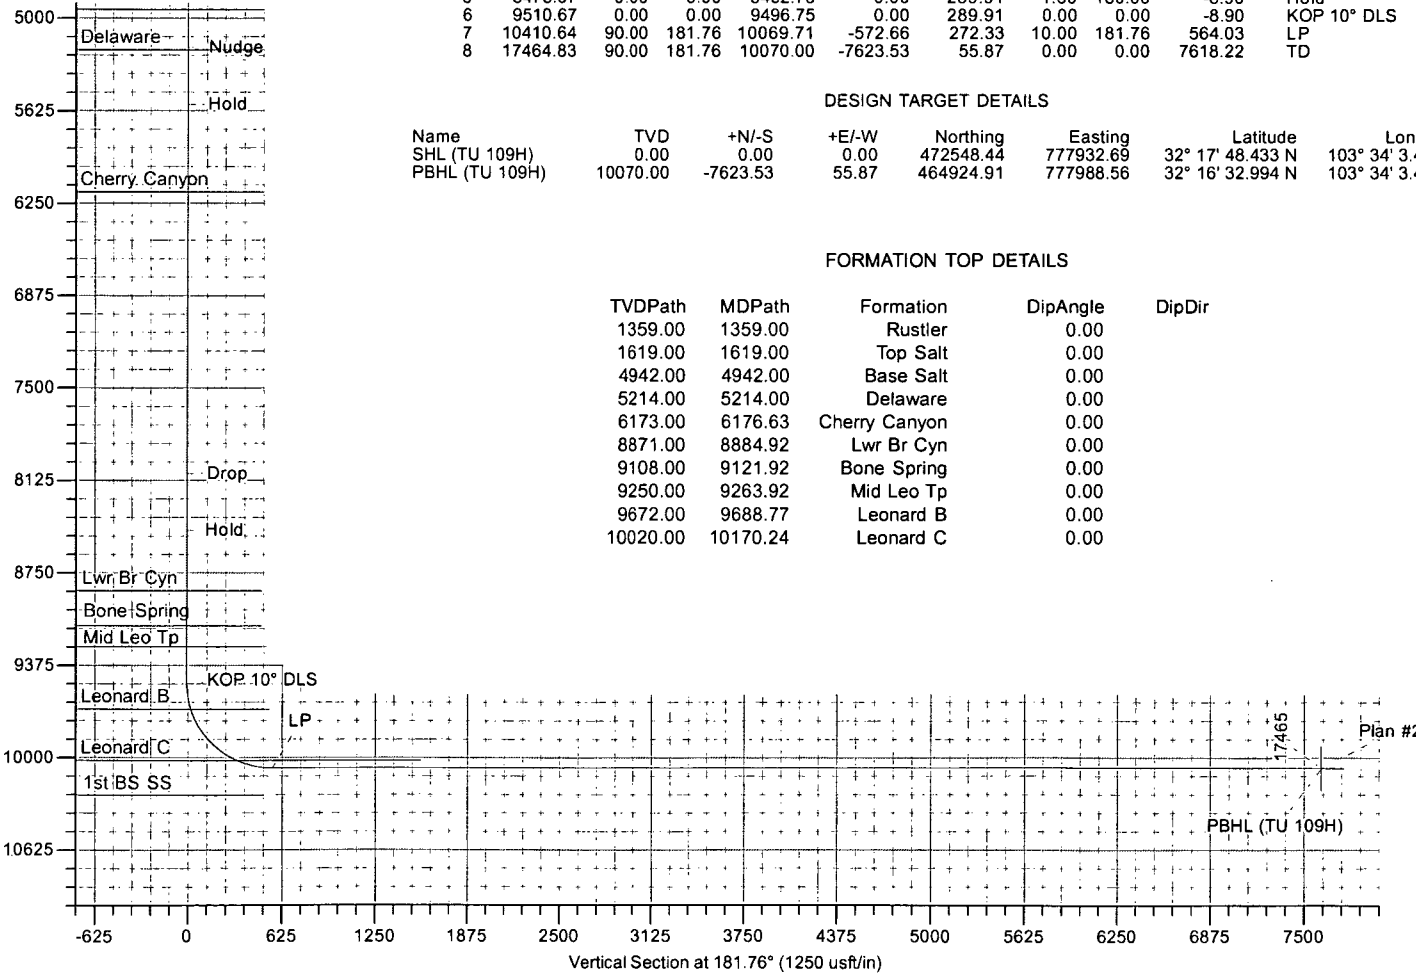 6 9510.67 0.00 0.00 9496.75 0.00 289.91 0.00 0.00 -8.90 KOP 10° DLS
7 10410.64 90.00 181.76 10069.71 -572.66 272.33 10.00 181.76 564.03 LP
8 17464.83 90.00 181.76 10070.00 -7623.53 55.87 0.00 0.00 7618.22 TD
DESIGN TARGET DETAILS
Name TVD +N/-S +E/-W Northing Easting Latitude Lon
SHL (TU 109H) 0.00 0.00 0.00 472548.44 777932.69 32° 17' 48.433 N 103° 34' 3.4
PBHL (TU 109H) 10070.00 -7623.53 55.87 464924.91 777988.56 32° 16' 32.994 N 103° 34' 3.4
FORMATION TOP DETAILS
TVDPath MDPath Formation DipAngle DipDir
1359.00 1359.00 Rustler 0.00
1619.00 1619.00 Top Salt 0.00
4942.00 4942.00 Base Salt 0.00
5214.00 5214.00 Delaware 0.00
6173.00 6176.63 Cherry Canyon 0.00
8871.00 8884.92 Lwr Br Cyn 0.00
9108.00 9121.92 Bone Spring 0.00
9250.00 9263.92 Mid Leo Tp 0.00
9672.00 9688.77 Leonard B 0.00
10020.00 10170.24 Leonard C 0.00
5000
Delaware
Nudge
Hold
5625
Cherry Canyon
6250
6875
7500
Drop
8125
Hold
8750
Lwr Br Cyn
Bone Spring
Mid Leo Tp
9375
KOP 10° DLS
Leonard B
LP
Leonard C
10000
17465
Plan #2
1st BS SS
PBHL (TU 109H)
10625
-625 0 625 1250 1875 2500 3125 3750 4375 5000 5625 6250 6875 7500
Vertical Section at 181.76° (1250 usft/in)